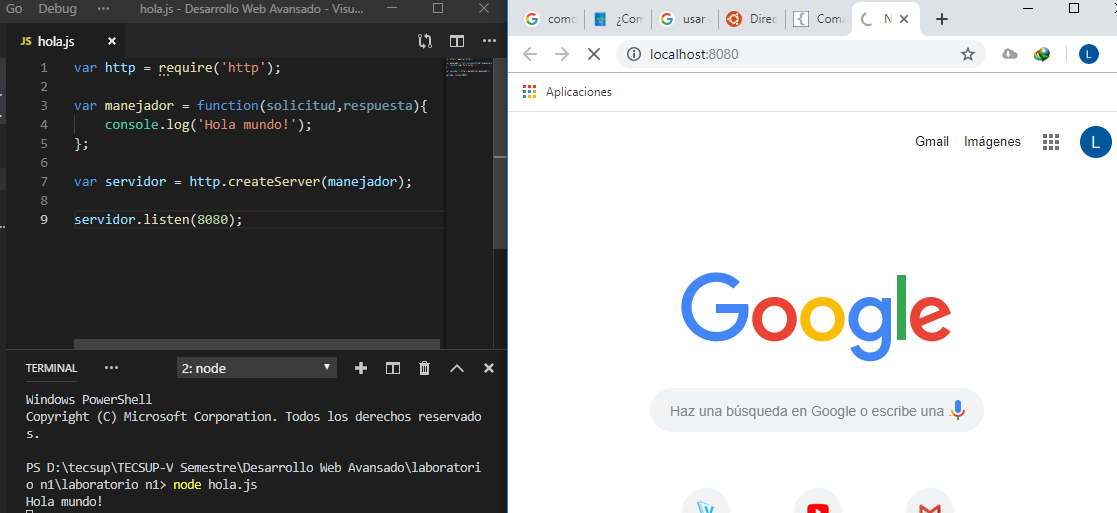 Go Debug ··· hola.js - Desarrollo Web Avansado - Visu...
JS hola.js
1 var http = require('http');
2
3 var manejador = function(solicitud,respuesta){
4 console.log('Hola mundo!');
5 };
6
7 var servidor = http.createServer(manejador);
8
9 servidor.listen(8080);
TERMINAL ··· 2: node
Windows PowerShell
Copyright (C) Microsoft Corporation. Todos los derechos reservado
s.
PS D:\tecsup\TECSUP-V Semestre\Desarrollo Web Avansado\laboratori
o n1\laboratorio n1> node hola.js
Hola mundo!
¿Con usar Direc N
localhost:8080 L
Aplicaciones
Gmail Imágenes L
Google
Haz una búsqueda en Google o escribe una